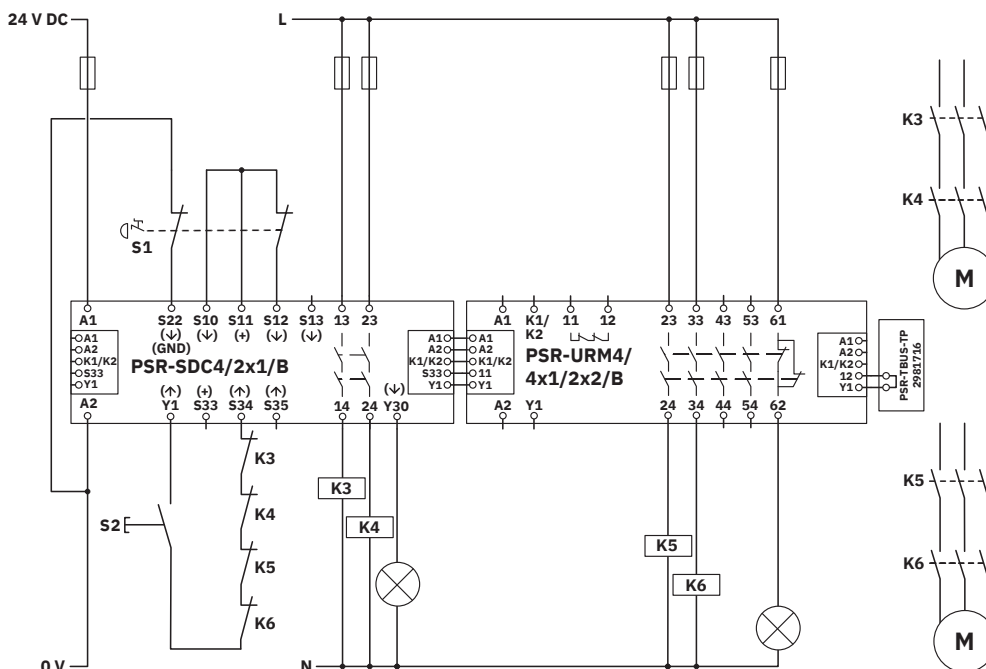 24 V DC
L
K3
K4
S1
M
A1
S22
S10
S11
S12
S13
13
23
(↓)
(↓)
(+)
(↓)
(↓)
(GND)
A1
A2
K1/K2
S33
Y1
PSR-SDC4/2x1/B
(↑)
(+)
(↑)
(↑)
(↓)
A2
Y1
S33
S34
S35
14
24
Y30
A1
A2
K1/K2
S33
Y1
A1
A2
K1/K2
11
Y1
A1
K1/
K2
11
12
23
33
43
53
61
PSR-URM4/
4x1/2x2/B
A2
Y1
24
34
44
54
62
A1
A2
K1/K2
12
Y1
PSR-TBUS-TP
2981716
K3
K4
K5
K6
S2
K3
K4
K5
K6
K5
K6
M
0 V
N